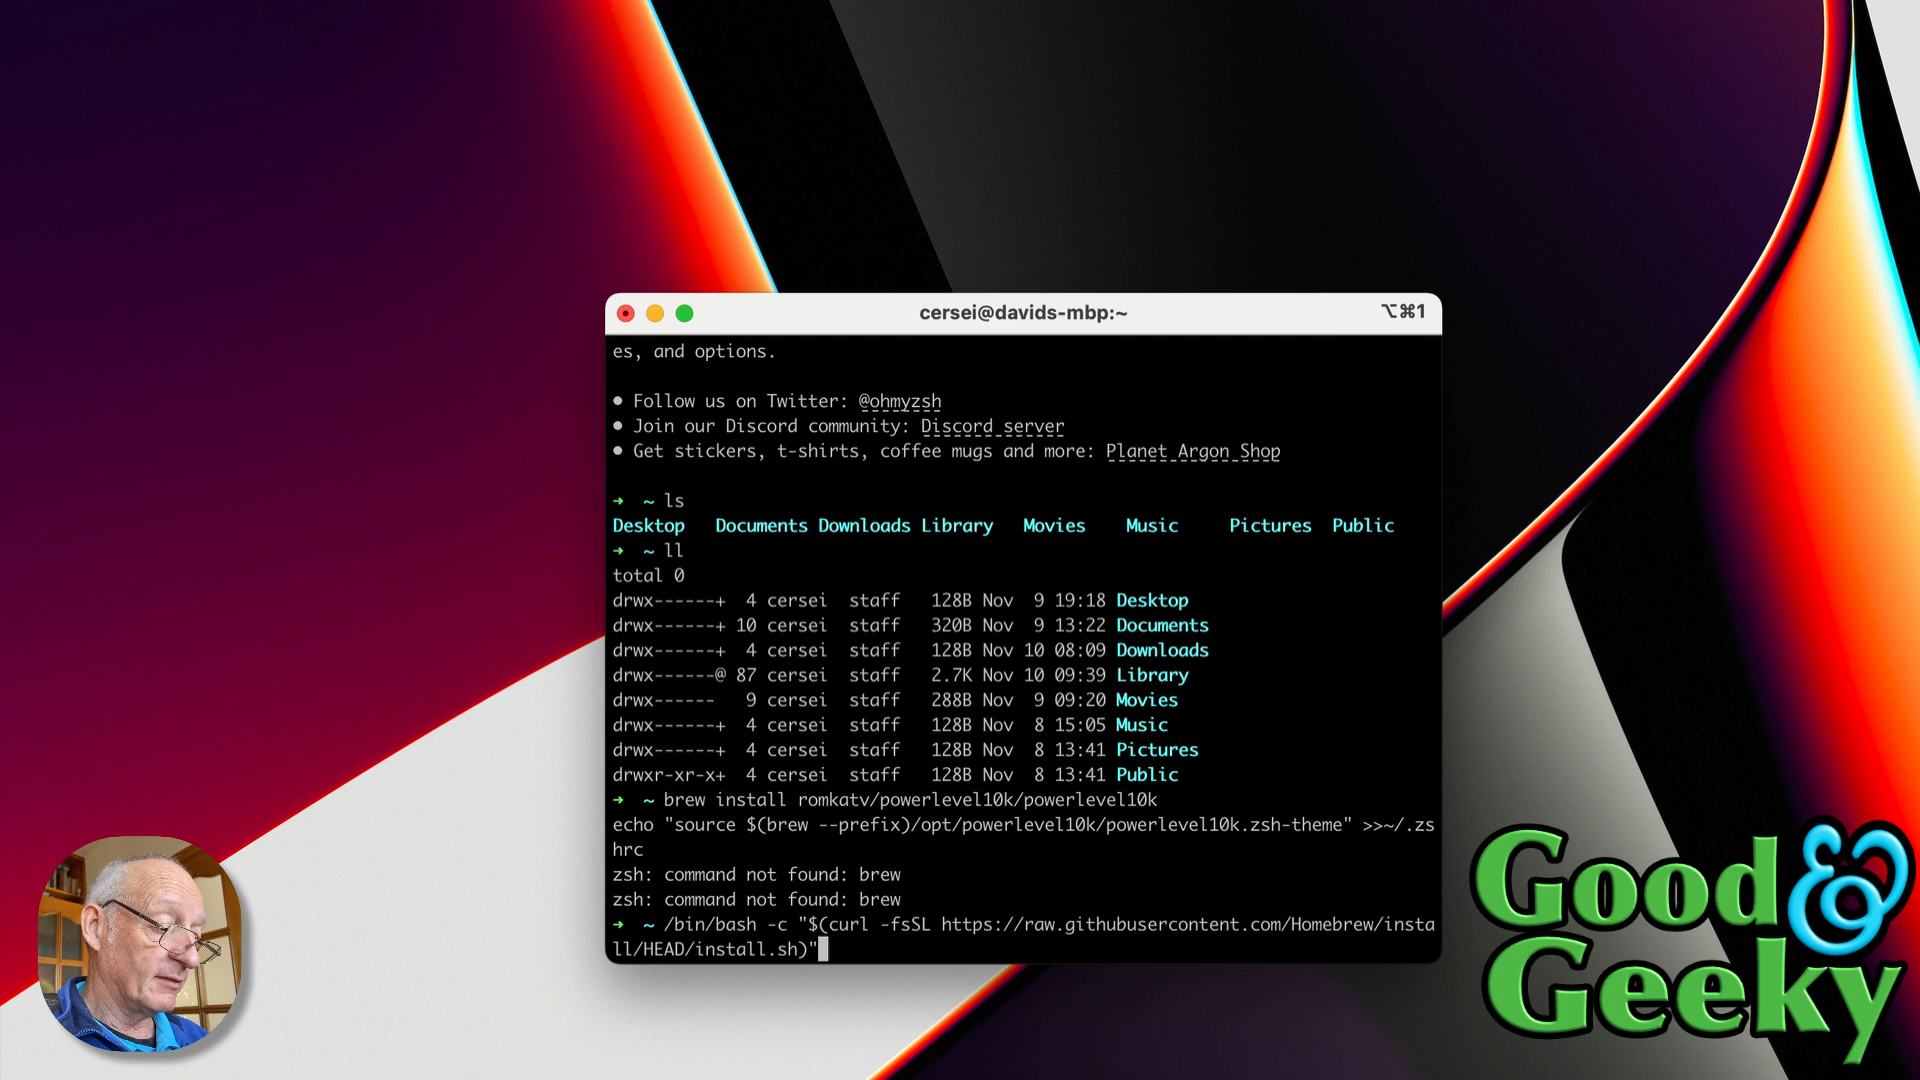 cersei@davids-mbp:~ ⌥⌘1
es, and options.
● Follow us on Twitter: @ohmyzsh
● Join our Discord community: Discord server
● Get stickers, t-shirts, coffee mugs and more: Planet Argon Shop
➜  ~ ls
Desktop   Documents Downloads Library   Movies    Music     Pictures  Public
➜  ~ ll
total 0
drwx------+  4 cersei  staff   128B Nov  9 19:18 Desktop
drwx------+ 10 cersei  staff   320B Nov  9 13:22 Documents
drwx------+  4 cersei  staff   128B Nov 10 08:09 Downloads
drwx------@ 87 cersei  staff   2.7K Nov 10 09:39 Library
drwx------   9 cersei  staff   288B Nov  9 09:20 Movies
drwx------+  4 cersei  staff   128B Nov  8 15:05 Music
drwx------+  4 cersei  staff   128B Nov  8 13:41 Pictures
drwxr-xr-x+  4 cersei  staff   128B Nov  8 13:41 Public
➜  ~ brew install romkatv/powerlevel10k/powerlevel10k
echo "source $(brew --prefix)/opt/powerlevel10k/powerlevel10k.zsh-theme" >>~/.zs
hrc
zsh: command not found: brew
zsh: command not found: brew
➜  ~ /bin/bash -c "$(curl -fsSL https://raw.githubusercontent.com/Homebrew/insta
ll/HEAD/install.sh)"
Good &
Geeky